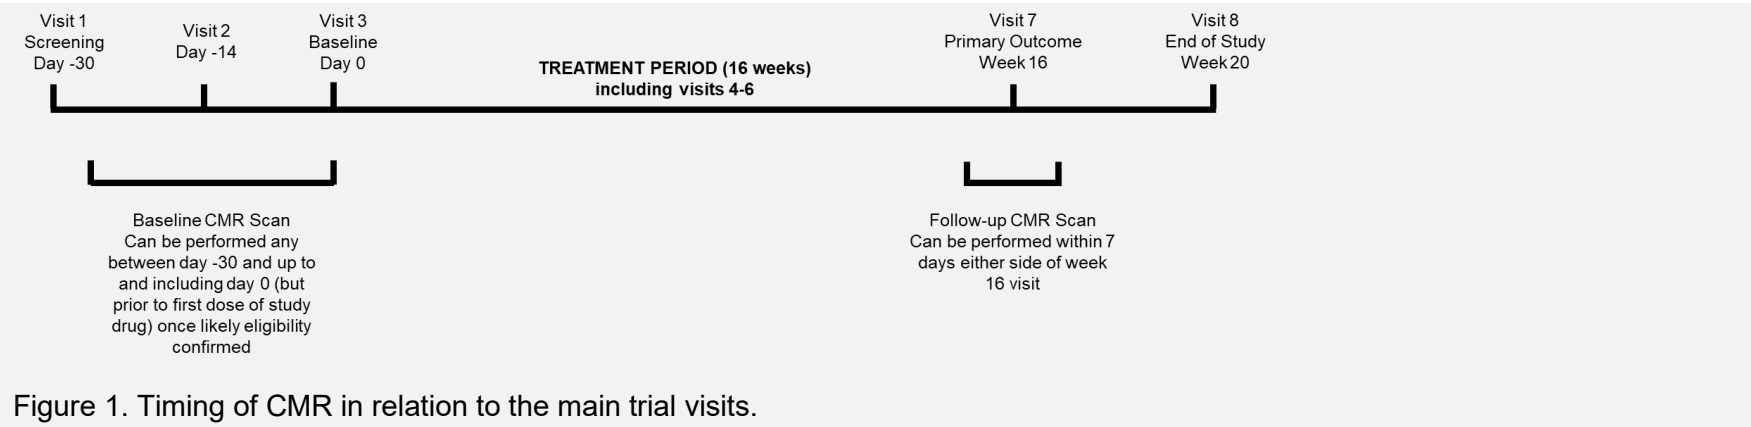 Visit 1
Screening
Day -30
Visit 2
Day -14
Visit 3
Baseline
Day 0
TREATMENT PERIOD (16 weeks)
including visits 4-6
Visit 7
Primary Outcome
Week 16
Visit 8
End of Study
Week 20
Baseline CMR Scan
Can be performed any
between day -30 and up to
and including day 0 (but
prior to first dose of study
drug) once likely eligibility
confirmed
Follow-up CMR Scan
Can be performed within 7
days either side of week
16 visit
Figure 1. Timing of CMR in relation to the main trial visits.